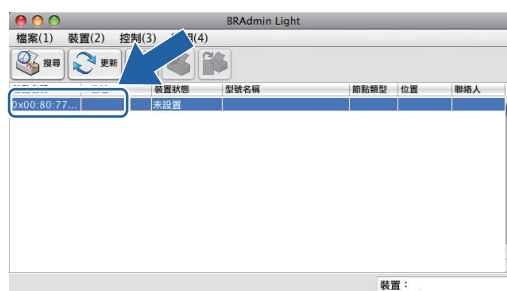 BRAdmin Light
檔案(1) 裝置(2) 控制(3) (4)
搜尋 更新
裝置狀態 型號名稱 節點類型 位置 聯絡人
0x00:80:77... 未設置
裝置：